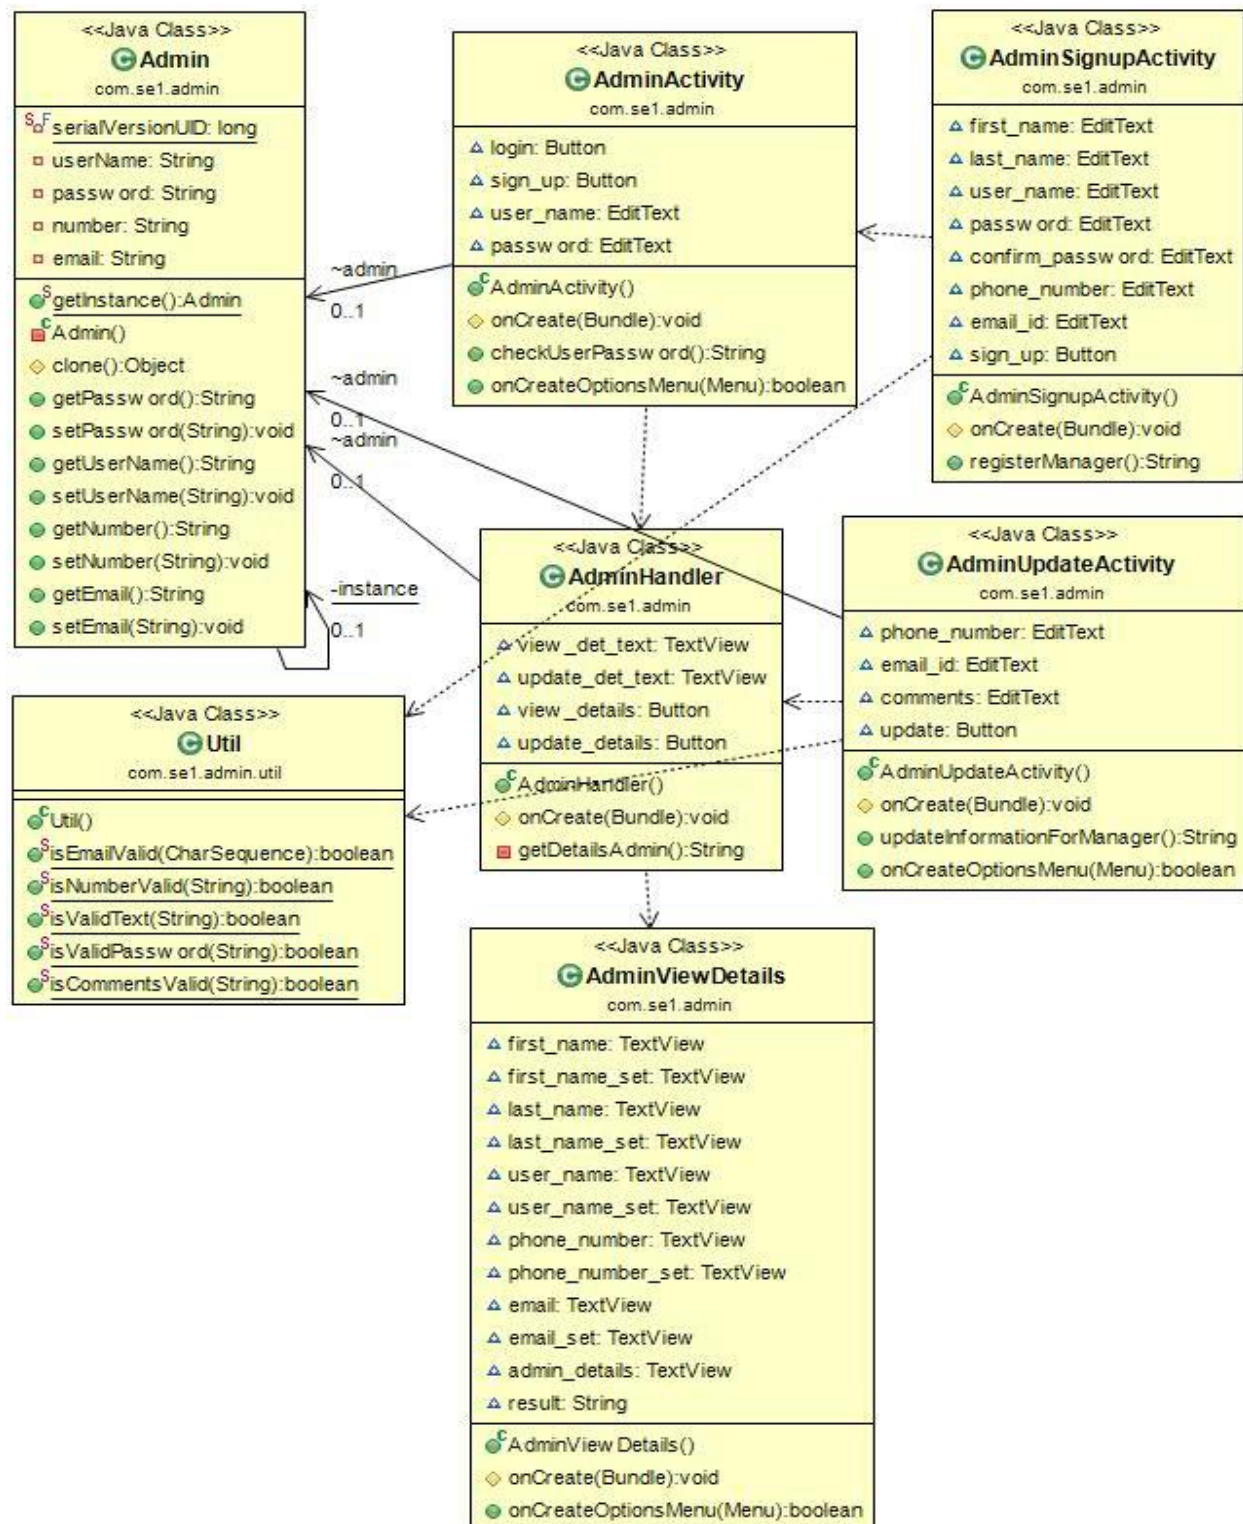 <<Java Class>>
Admin
com.se1.admin
serialVersionUID: long
userName: String
password: String
number: String
email: String
getInstance():Admin
Admin()
clone():Object
getPassword():String
setPassword(String):void
getUserName():String
setUserName(String):void
getNumber():String
setNumber(String):void
getEmail():String
setEmail(String):void
~admin
0..1
~admin
0..1
~admin
0..1
-instance
0..1
<<Java Class>>
AdminActivity
com.se1.admin
login: Button
sign_up: Button
user_name: EditText
password: EditText
AdminActivity()
onCreate(Bundle):void
checkUserPassword():String
onCreateOptionsMenu(Menu):boolean
<<Java Class>>
AdminSignupActivity
com.se1.admin
first_name: EditText
last_name: EditText
user_name: EditText
password: EditText
confirm_password: EditText
phone_number: EditText
email_id: EditText
sign_up: Button
AdminSignupActivity()
onCreate(Bundle):void
registerManager():String
<<Java Class>>
AdminHandler
com.se1.admin
view_det_text: TextView
update_det_text: TextView
view_details: Button
update_details: Button
AdminHandler()
onCreate(Bundle):void
getDetailsAdmin():String
<<Java Class>>
AdminUpdateActivity
com.se1.admin
phone_number: EditText
email_id: EditText
comments: EditText
update: Button
AdminUpdateActivity()
onCreate(Bundle):void
updateInformationForManager():String
onCreateOptionsMenu(Menu):boolean
<<Java Class>>
Util
com.se1.admin.util
Util()
isEmailValid(CharSequence):boolean
isNumberValid(String):boolean
isValidText(String):boolean
isValidPassword(String):boolean
isCommentsValid(String):boolean
<<Java Class>>
AdminViewDetails
com.se1.admin
first_name: TextView
first_name_set: TextView
last_name: TextView
last_name_set: TextView
user_name: TextView
user_name_set: TextView
phone_number: TextView
phone_number_set: TextView
email: TextView
email_set: TextView
admin_details: TextView
result: String
AdminViewDetails()
onCreate(Bundle):void
onCreateOptionsMenu(Menu):boolean